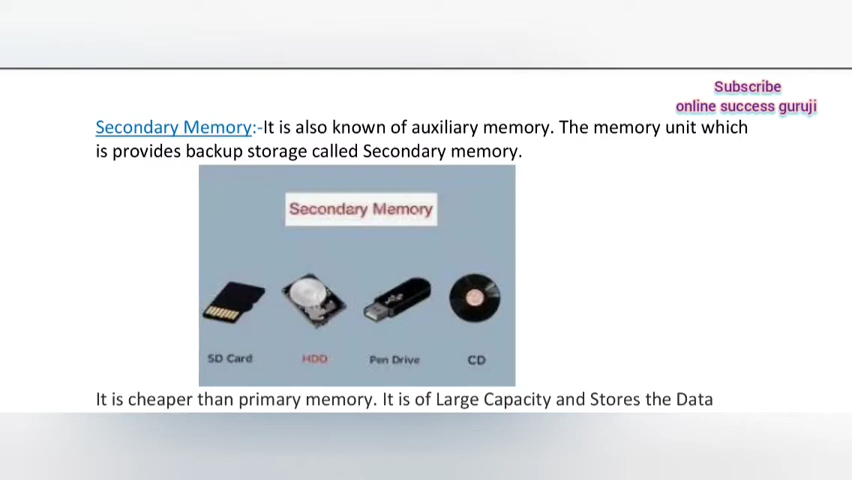 Subscribe
online success guruji
Secondary Memory:-It is also known of auxiliary memory. The memory unit which
is provides backup storage called Secondary memory.
Secondary Memory
SD Card
HDD
Pen Drive
CD
It is cheaper than primary memory. It is of Large Capacity and Stores the Data